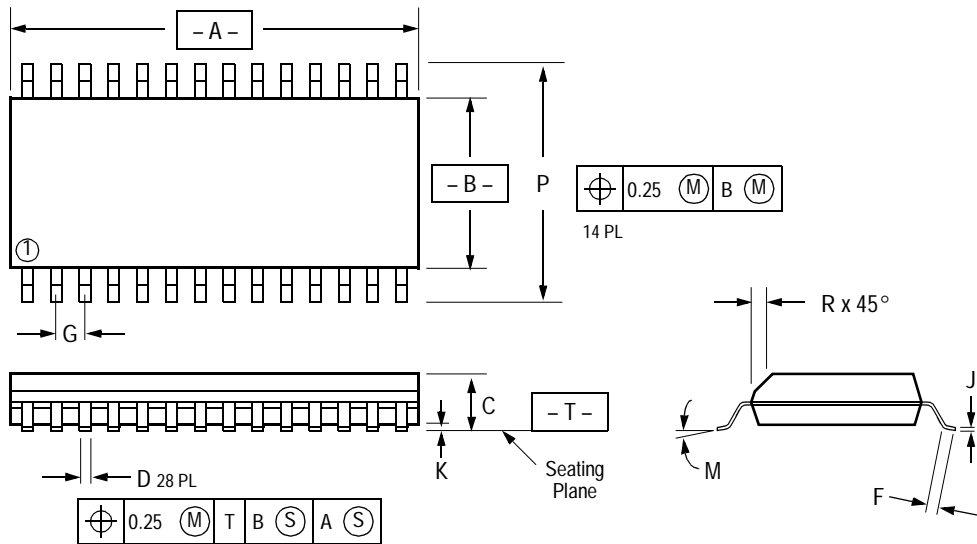 – A –
– B –
P
⌖ 0.25 Ⓜ B Ⓜ
14 PL
①
G
R x 45°
C
– T –
J
K
Seating
Plane
M
D 28 PL
F
⌖ 0.25 Ⓜ T B Ⓢ A Ⓢ